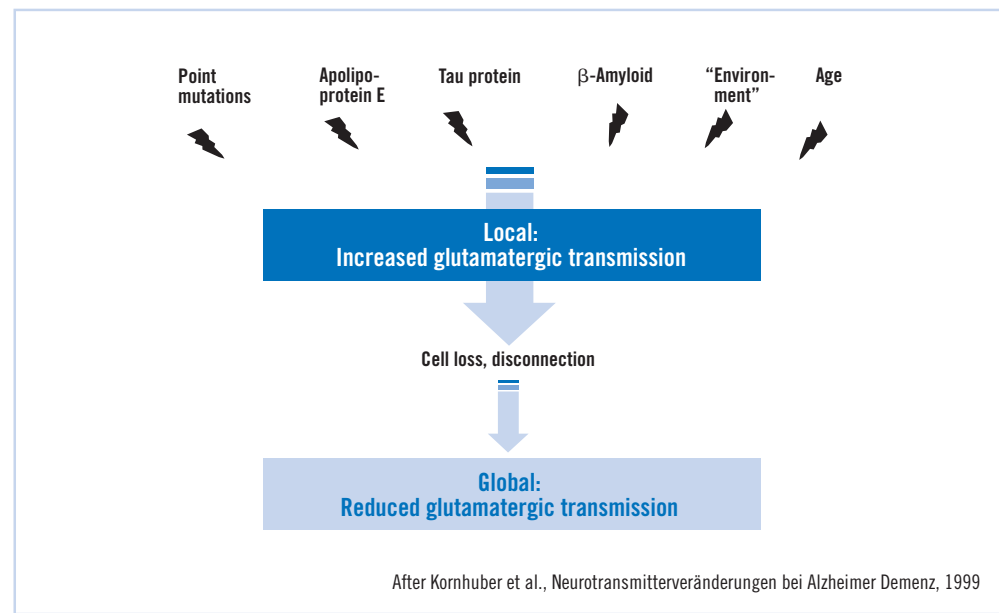 Point
mutations
Apolipo-
protein E
Tau protein
β-Amyloid
“Environ-
ment”
Age
Local:
Increased glutamatergic transmission
Cell loss, disconnection
Global:
Reduced glutamatergic transmission
After Kornhuber et al., Neurotransmitterveränderungen bei Alzheimer Demenz, 1999